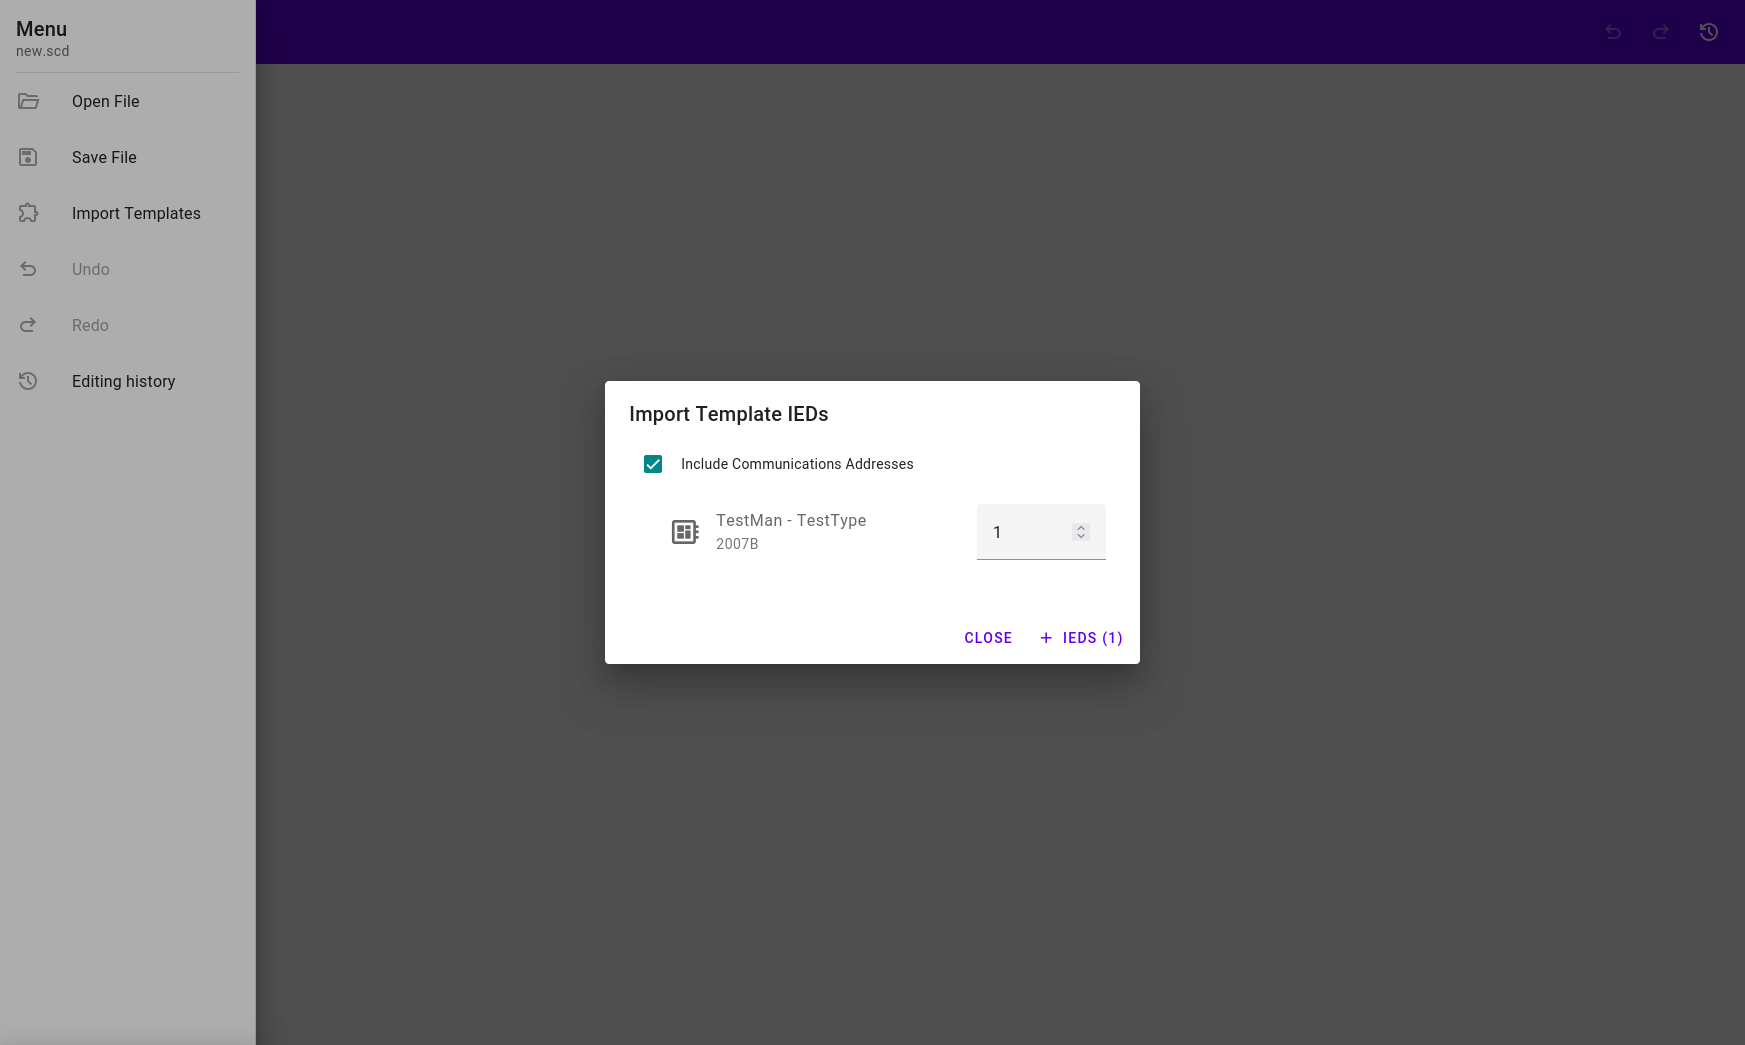 Menu
new.scd
Open File
Save File
Import Templates
Undo
Redo
Editing history
Import Template IEDs
Include Communications Addresses
TestMan - TestType
2007B
1
CLOSE
IEDS (1)